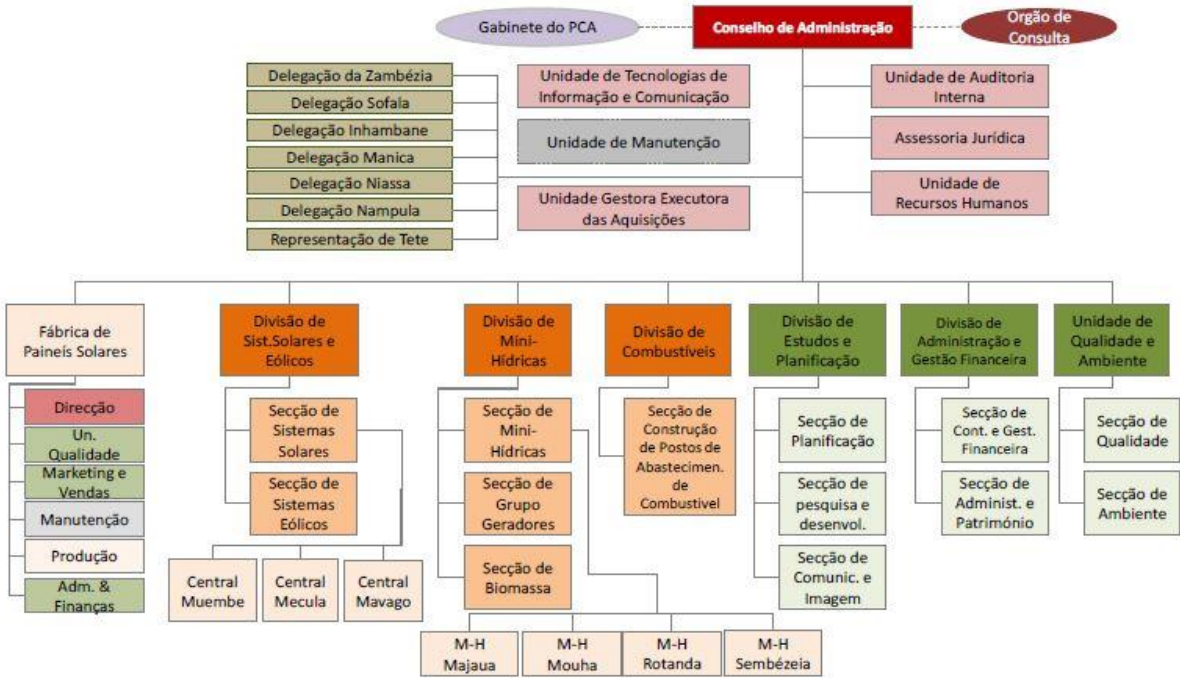 Gabinete do PCA
Conselho de Administração
Orgão de
Consulta
Delegação da Zambézia
Delegação Sofala
Delegação Inhambane
Delegação Manica
Delegação Niassa
Delegação Nampula
Representação de Tete
Unidade de Tecnologias de
Informação e Comunicação
Unidade de Manutenção
Unidade Gestora Executora
das Aquisições
Unidade de Auditoria
Interna
Assessoria Jurídica
Unidade de
Recursos Humanos
Fábrica de
Paineís Solares
Direcção
Un.
Qualidade
Marketing e
Vendas
Manutenção
Produção
Adm. &
Finanças
Divisão de
Sist.Solares e
Eólicos
Secção de
Sistemas
Solares
Secção de
Sistemas
Eólicos
Central
Muembe
Central
Mecula
Central
Mavago
Divisão de
Mini-
Hídricas
Secção de
Mini-
Hídricas
Secção de
Grupo
Geradores
Secção de
Biomassa
M-H
Majaua
M-H
Mouha
M-H
Rotanda
M-H
Sembézeia
Divisão de
Combustíveis
Secção de
Construção
de Postos de
Abastecimen.
de
Combustivel
Divisão de
Estudos e
Planificação
Secção de
Planificação
Secção de
pesquisa e
desenvol.
Secção de
Comunic. e
Imagem
Divisão de
Administração e
Gestão Financeira
Secção de
Cont. e Gest.
Financeira
Secção de
Administ. e
Património
Unidade de
Qualidade e
Ambiente
Secção de
Qualidade
Secção de
Ambiente